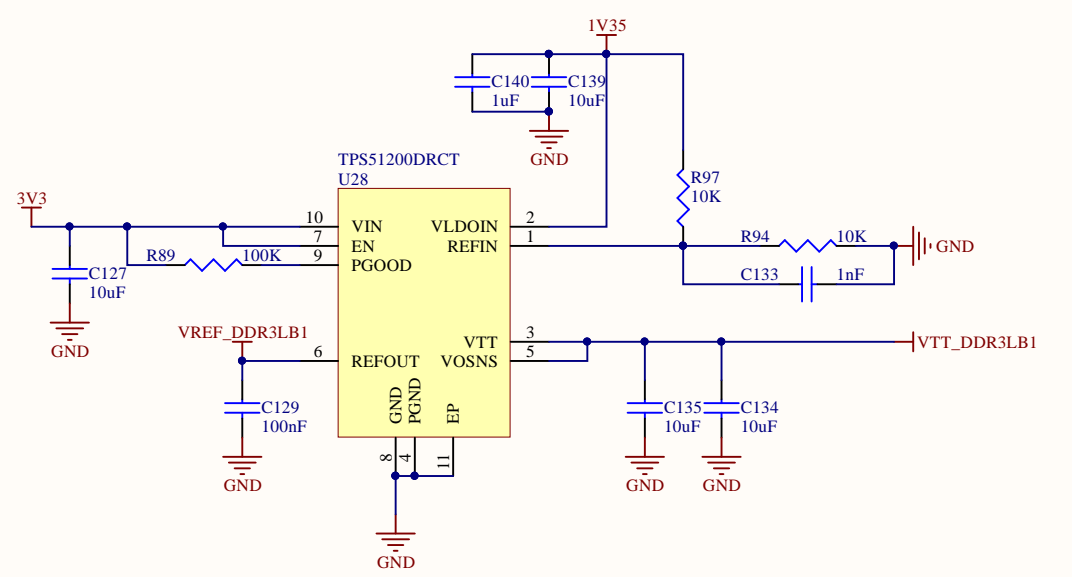 1V35
C140
1uF
C139
10uF
GND
TPS51200DRCT
U28
R97
10K
3V3
10
VIN
VLDOIN
2
7
EN
REFIN
1
R94
10K
GND
R89
100K
9
PGOOD
C127
10uF
C133
1nF
GND
VREF_DDR3LB1
VTT
3
VTT_DDR3LB1
6
REFOUT
VOSNS
5
GND
PGND
EP
C129
100nF
C135
10uF
C134
10uF
8
4
11
GND
GND
GND
GND